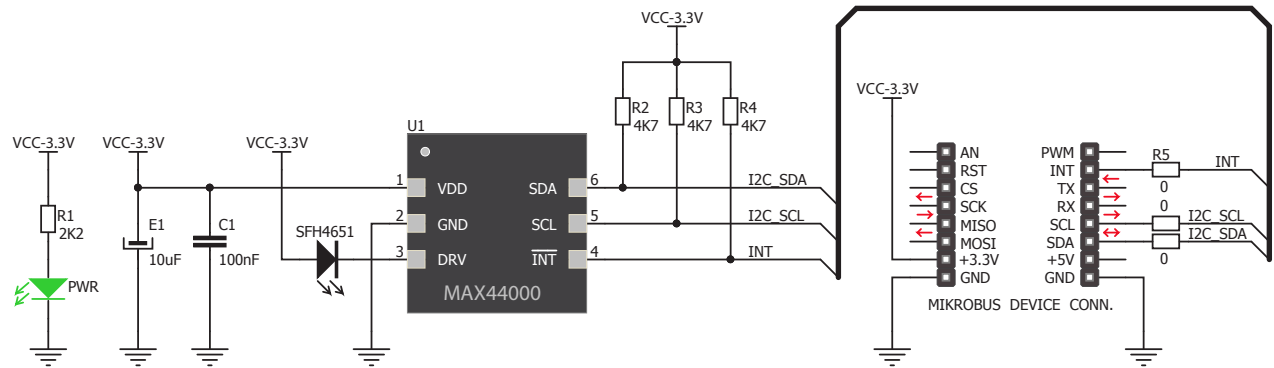 VCC-3.3V
R1
2K2
PWR
VCC-3.3V
E1
10uF
C1
100nF
VCC-3.3V
SFH4651
U1
1 VDD
2 GND
3 DRV
SDA 6
SCL 5
INT 4
MAX44000
VCC-3.3V
R2
4K7
R3
4K7
R4
4K7
I2C_SDA
I2C_SCL
INT
VCC-3.3V
AN
RST
CS
SCK
MISO
MOSI
+3.3V
GND
PWM
INT
TX
RX
SCL
SDA
+5V
GND
MIKROBUS DEVICE CONN.
R5
0
INT
0
I2C_SCL
0
I2C_SDA